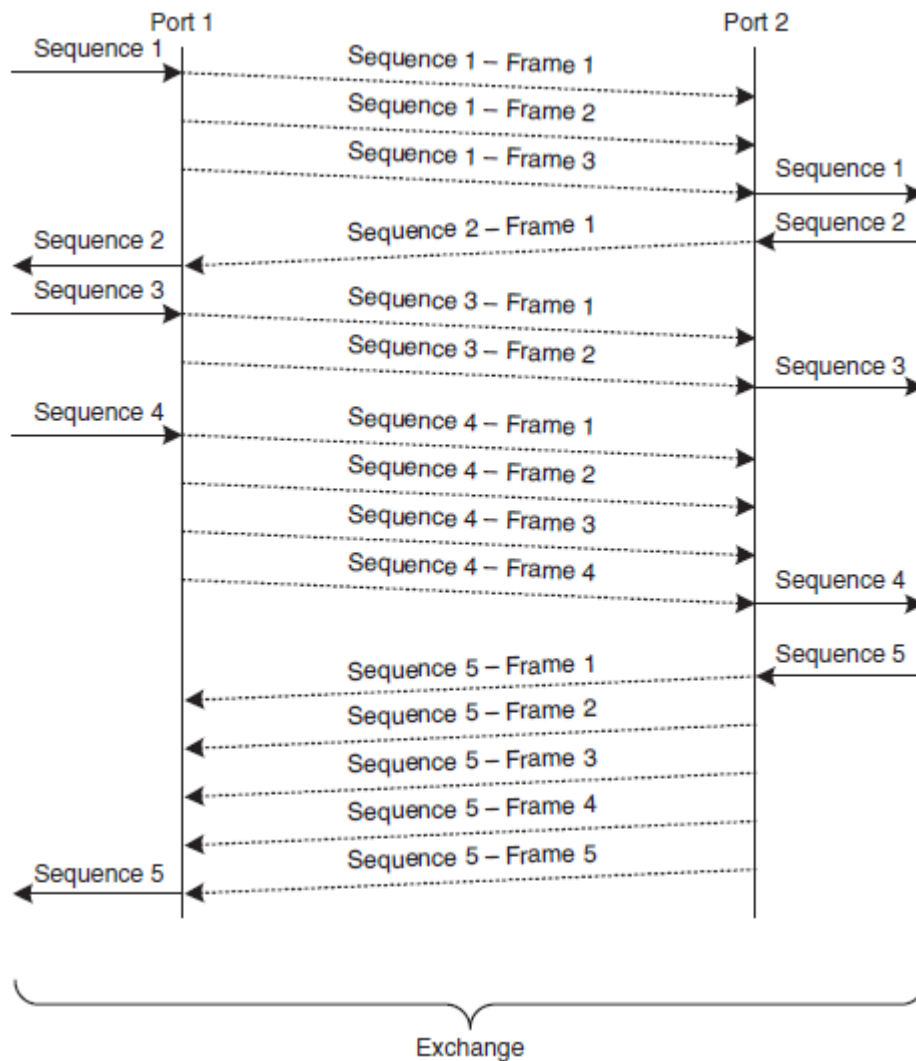 Port 1
Port 2
Sequence 1
Sequence 1 – Frame 1
Sequence 1 – Frame 2
Sequence 1 – Frame 3
Sequence 1
Sequence 2 – Frame 1
Sequence 2
Sequence 2
Sequence 3
Sequence 3 – Frame 1
Sequence 3 – Frame 2
Sequence 3
Sequence 4
Sequence 4 – Frame 1
Sequence 4 – Frame 2
Sequence 4 – Frame 3
Sequence 4 – Frame 4
Sequence 4
Sequence 5
Sequence 5 – Frame 1
Sequence 5 – Frame 2
Sequence 5 – Frame 3
Sequence 5 – Frame 4
Sequence 5 – Frame 5
Sequence 5
Exchange